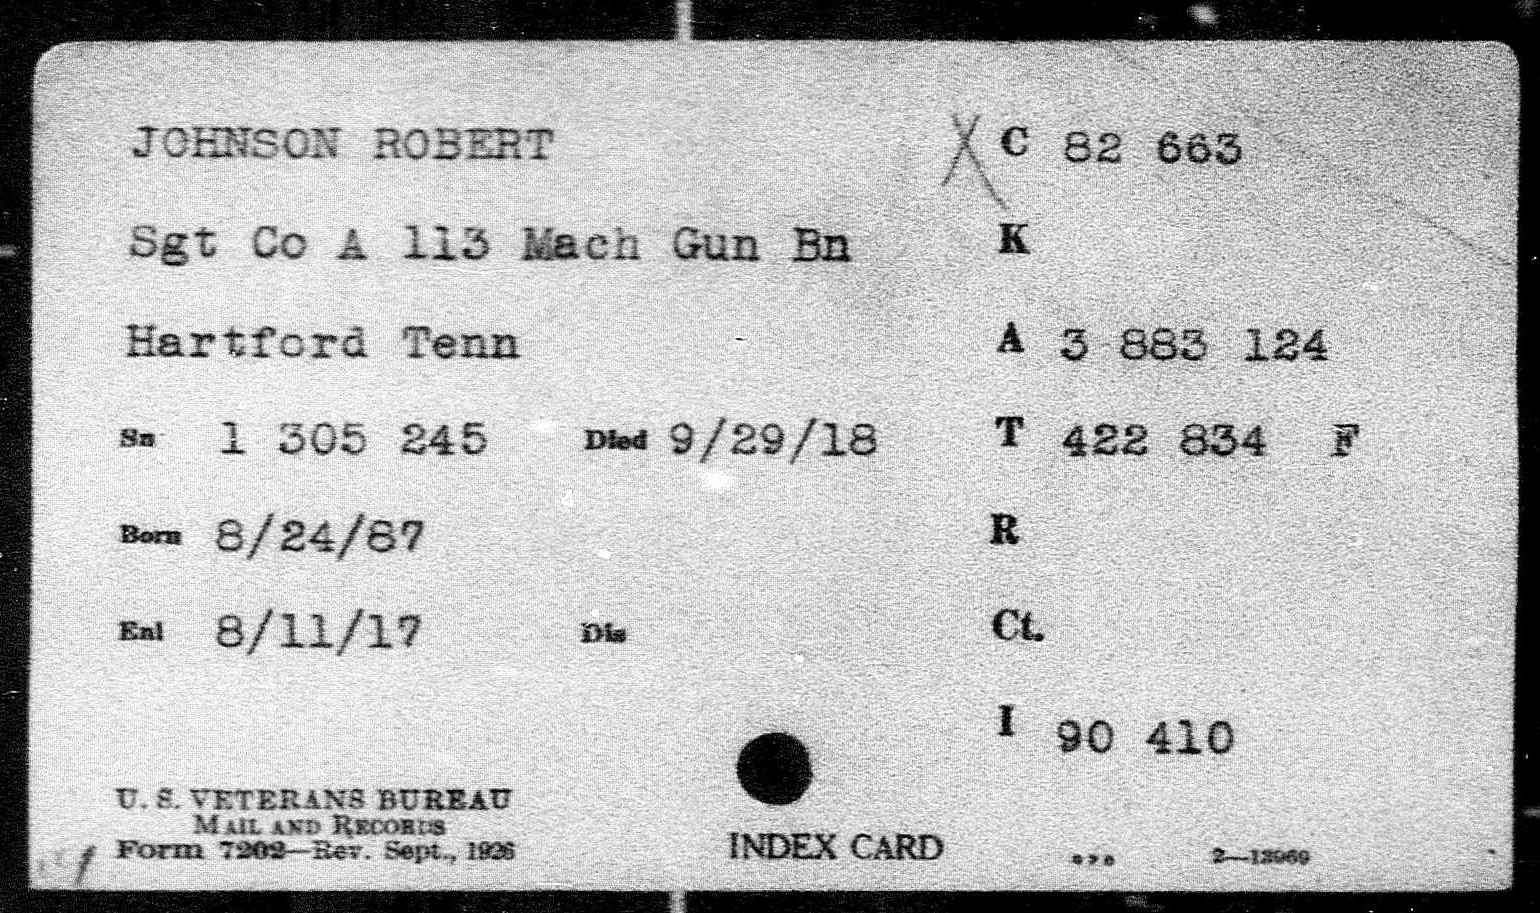 JOHNSON ROBERT
C 82 663
Sgt Co A 113 Mach Gun Bn
K
Hartford Tenn
A 3 883 124
Sn 1 305 245 Died 9/29/18
T 422 834 F
Born 8/24/87
R
Enl 8/11/17 Dis
Ct.
I 90 410
U. S. VETERANS BUREAU
MAIL AND RECORDS
Form 7202—Rev. Sept., 1926
INDEX CARD
2—13969